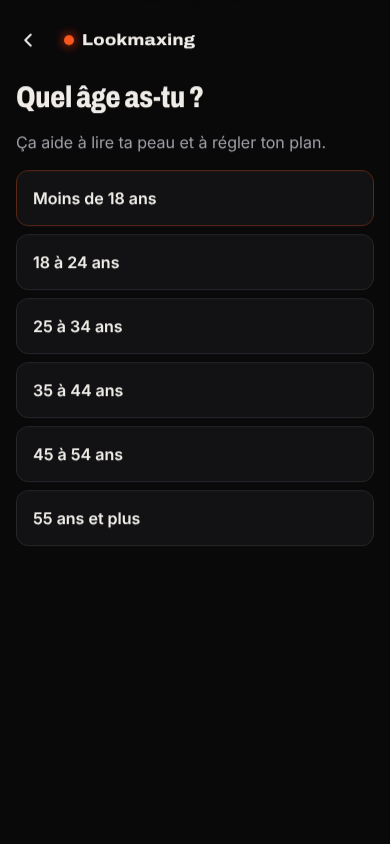 Lookmaxing
Quel âge as-tu ?
Ça aide à lire ta peau et à régler ton plan.
Moins de 18 ans
18 à 24 ans
25 à 34 ans
35 à 44 ans
45 à 54 ans
55 ans et plus